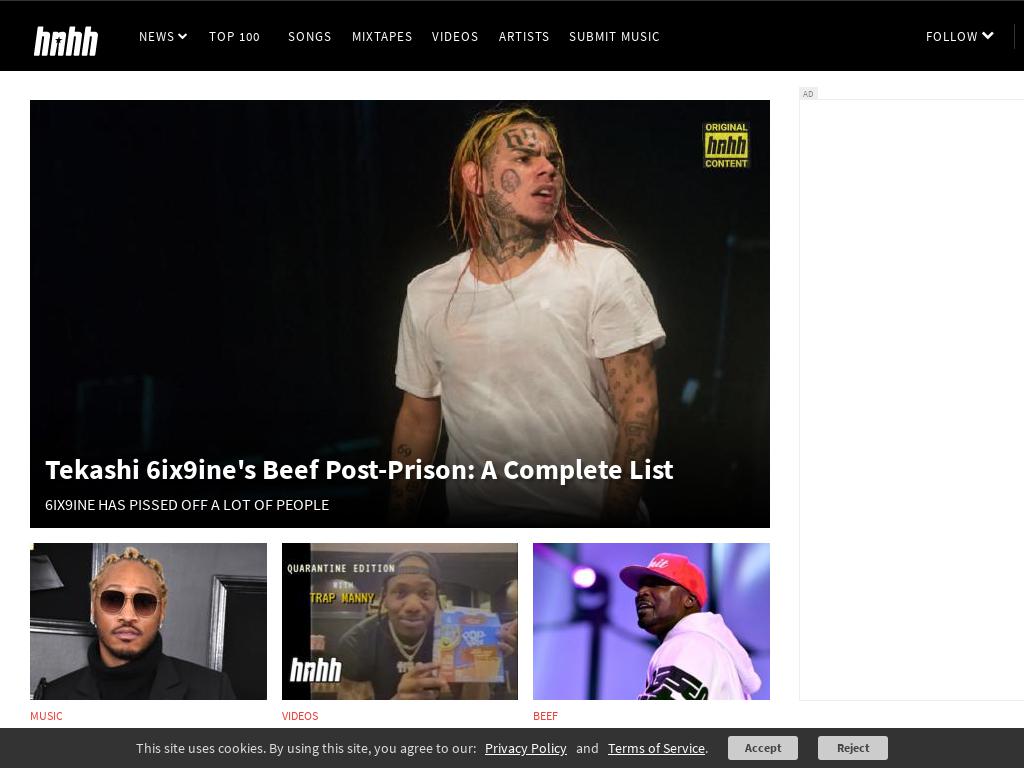 hnhh
NEWS
TOP 100
SONGS
MIXTAPES
VIDEOS
ARTISTS
SUBMIT MUSIC
FOLLOW
AD
ORIGINAL
hnhh
CONTENT
69
Tekashi 6ix9ine's Beef Post-Prison: A Complete List
6IX9INE HAS PISSED OFF A LOT OF PEOPLE
QUARANTINE EDITION
WITH
TRAP MANNY
hnhh
hit
MUSIC
VIDEOS
BEEF
This site uses cookies. By using this site, you agree to our: Privacy Policy and Terms of Service.
Accept
Reject